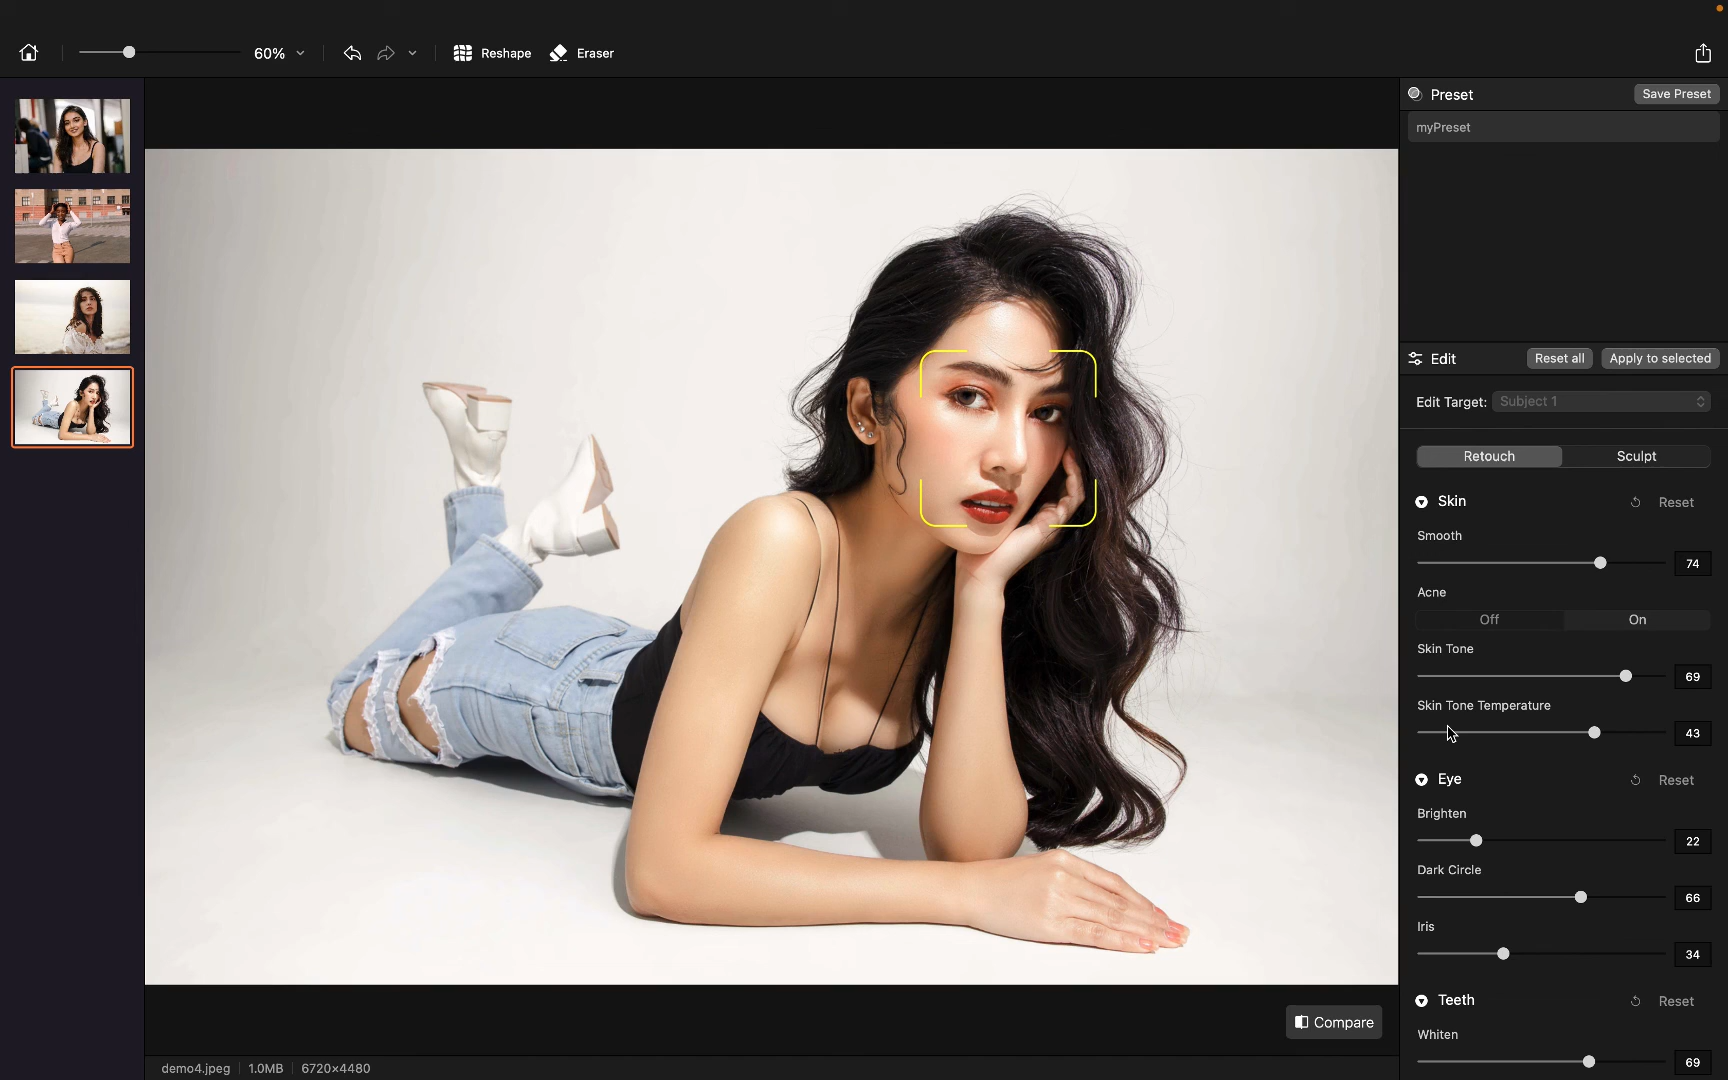 60%
Reshape
Eraser
Preset
Save Preset
myPreset
Edit
Reset all
Apply to selected
Edit Target:
Subject 1
Retouch
Sculpt
Skin
Reset
Smooth
74
Acne
Off
On
Skin Tone
69
Skin Tone Temperature
43
Eye
Reset
Brighten
22
Dark Circle
66
Iris
34
Teeth
Reset
Whiten
69
Compare
demo4.jpeg
1.0MB
6720×4480